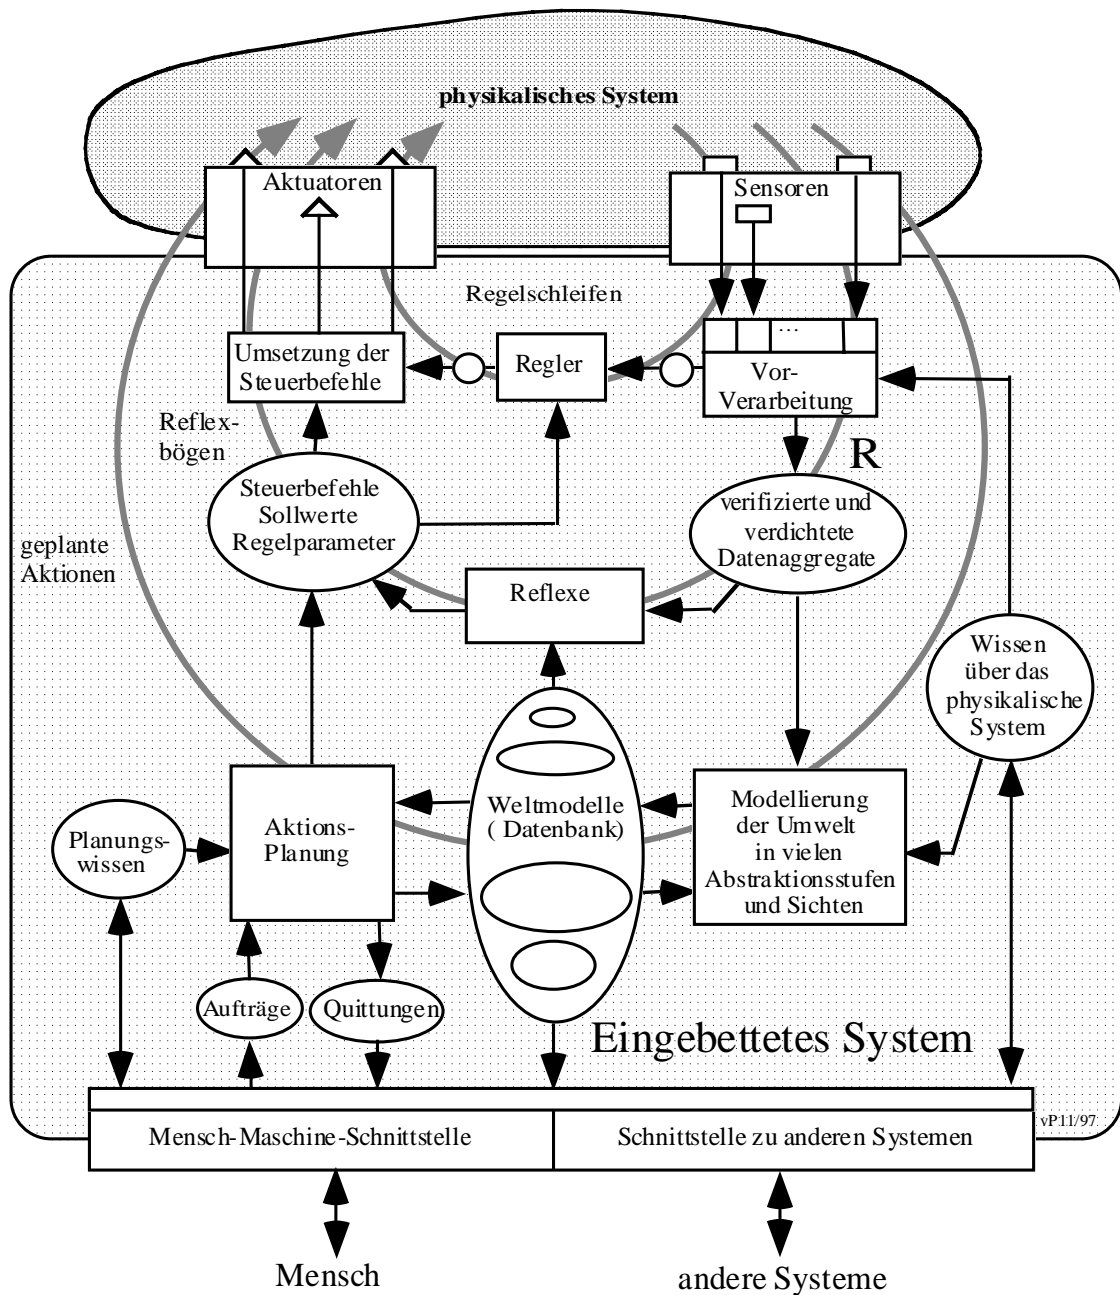 physikalisches System
Aktuatoren
Sensoren
Regelschleifen
...
Umsetzung der
Steuerbefehle
Regler
Vor-
Verarbeitung
Reflex-
bögen
R
Steuerbefehle
Sollwerte
Regelparameter
verifizierte und
verdichtete
Datenaggregate
geplante
Aktionen
Reflexe
Wissen
über das
physikalische
System
Weltmodelle
( Datenbank)
Modellierung
der Umwelt
in vielen
Abstraktionsstufen
und Sichten
Aktions-
Planung
Planungs-
wissen
Aufträge
Quittungen
Eingebettetes System
vP11/97
Mensch-Maschine-Schnittstelle
Schnittstelle zu anderen Systemen
Mensch
andere Systeme